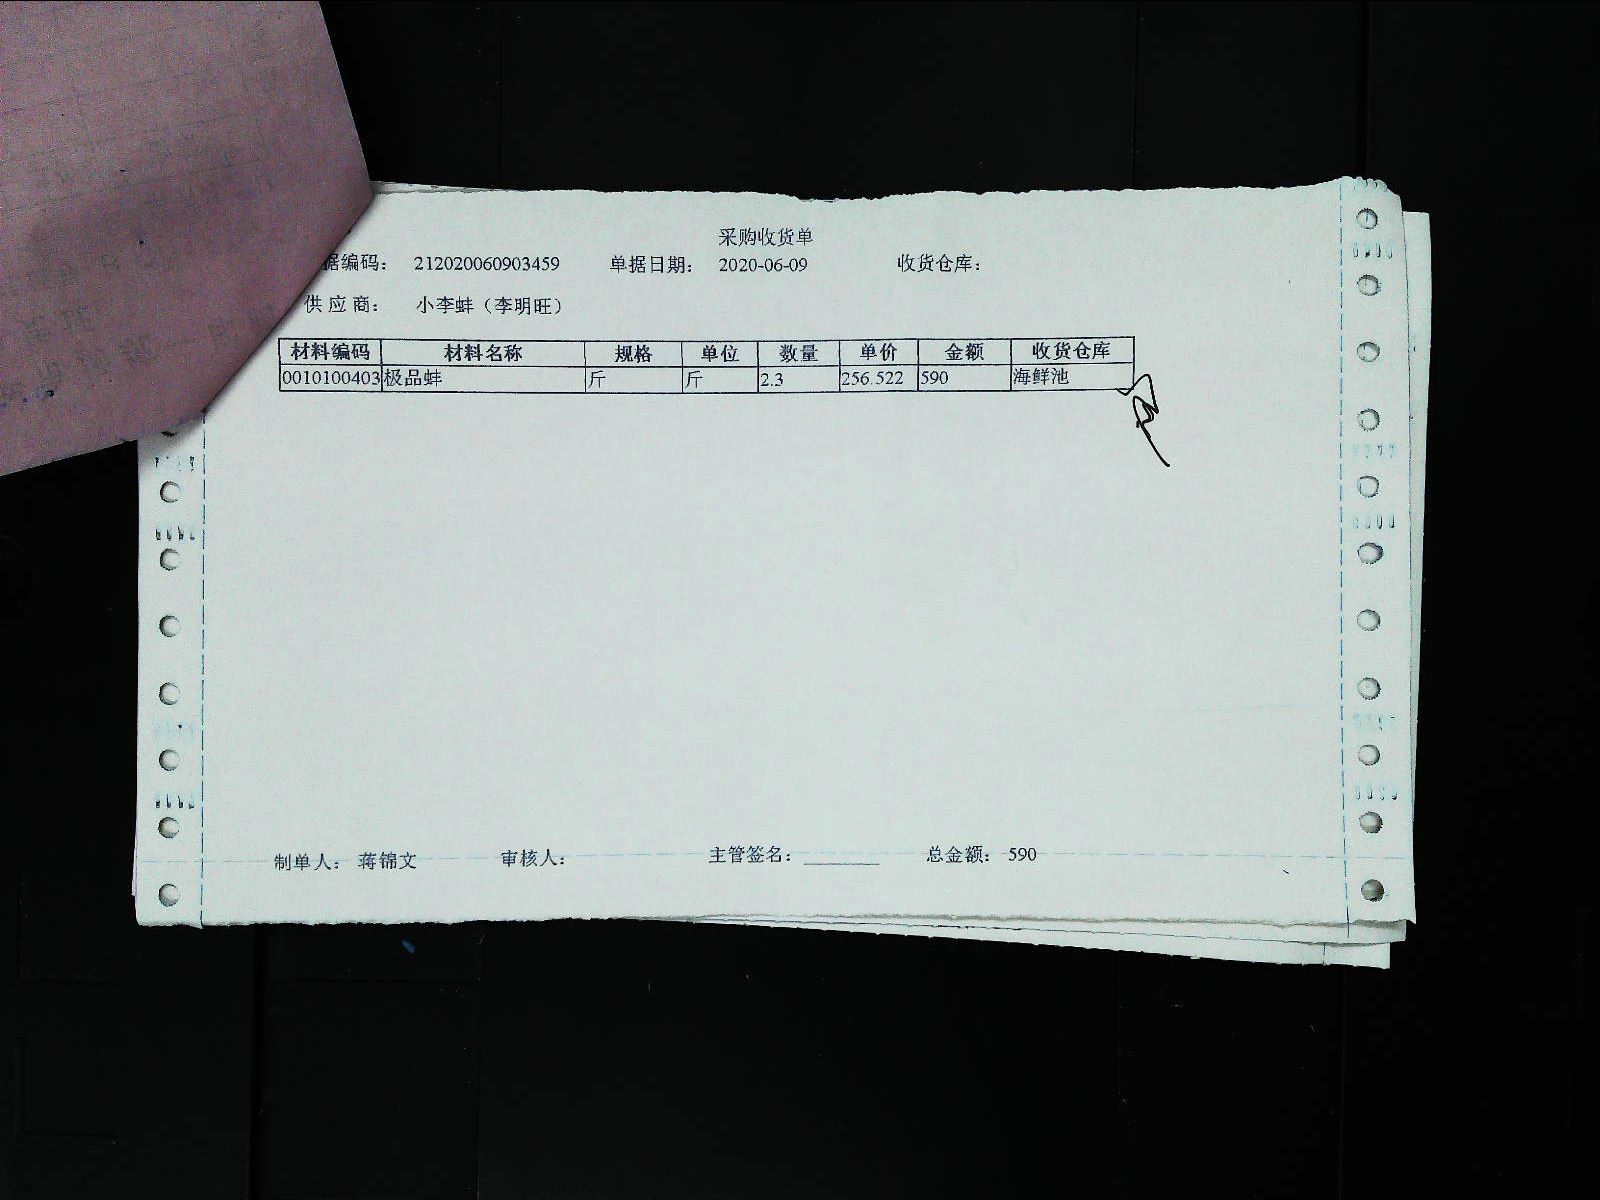 采购收货单
据编码： 212020060903459 单据日期： 2020-06-09 收货仓库：
供应商： 小李蚌（李明旺）
材料编码 材料名称 规格 单位 数量 单价 金额 收货仓库
0010100403 极品蚌 斤 斤 2.3 256.522 590 海鲜池
制单人： 蒋锦文 审核人： 主管签名：________ 总金额： 590